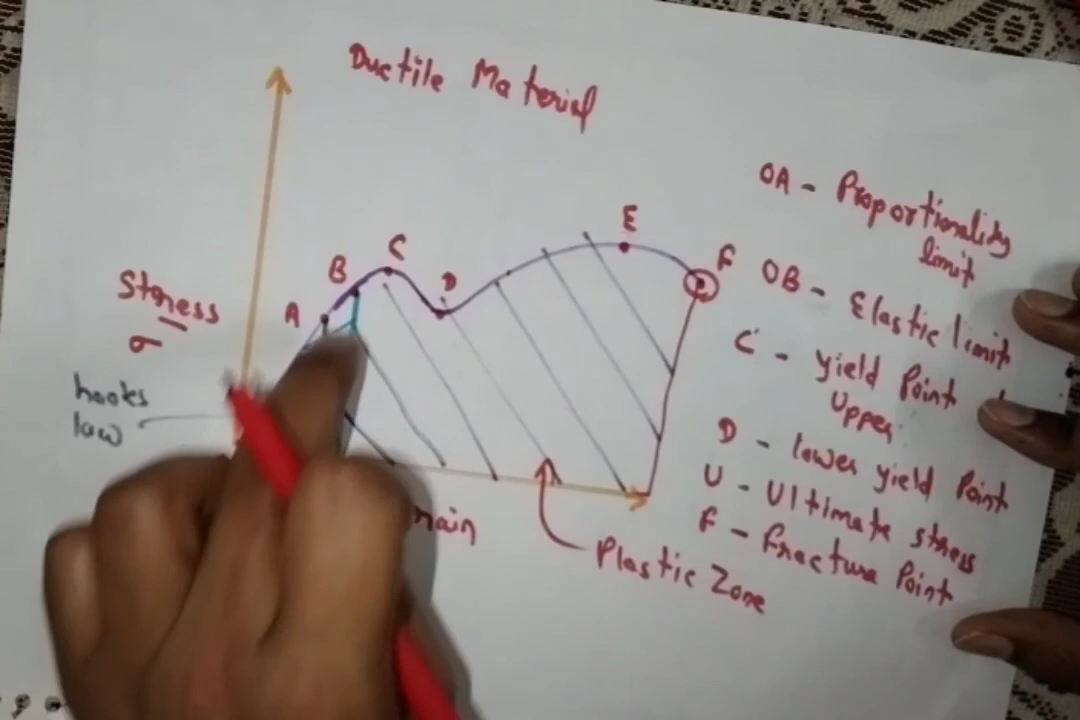 Ductile Material
OA - Proportionality
limit
OB - Elastic limit
C - Yield Point
Upper
D - lower yield Point
U - Ultimate stress
F - fracture Point
A
B
C
D
E
F
Stress
σ
hooks
law
Plastic Zone